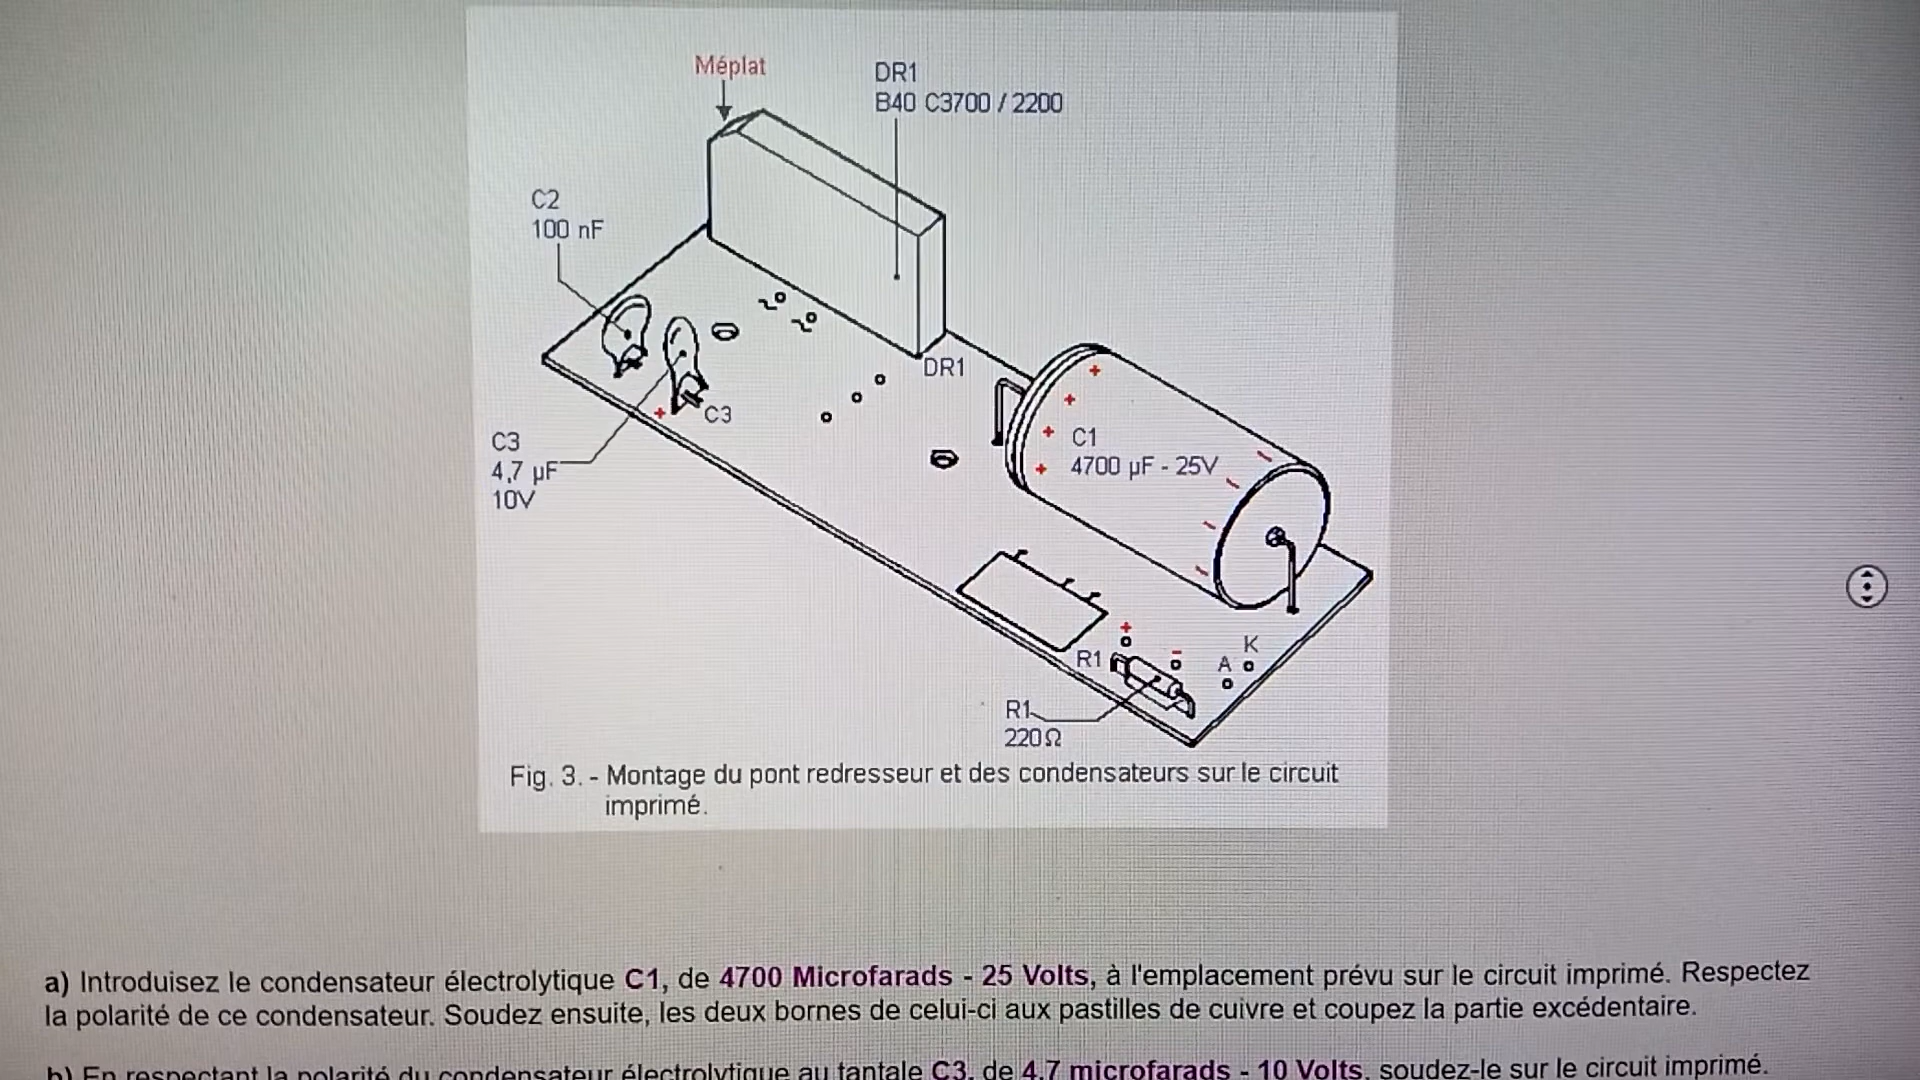 Méplat
DR1
B40 C3700 / 2200
C2
100 nF
DR1
C3
C3
4,7 µF
10V
+
+
+
+
+
C1
4700 µF - 25V
-
-
-
-
+
-
K
A
R1
R1
220Ω
Fig. 3. - Montage du pont redresseur et des condensateurs sur le circuit
imprimé.
a) Introduisez le condensateur électrolytique C1, de 4700 Microfarads - 25 Volts, à l'emplacement prévu sur le circuit imprimé. Respectez
la polarité de ce condensateur. Soudez ensuite, les deux bornes de celui-ci aux pastilles de cuivre et coupez la partie excédentaire.
b) En respectant la polarité du condensateur électrolytique au tantale C3, de 4,7 microfarads - 10 Volts, soudez-le sur le circuit imprimé.